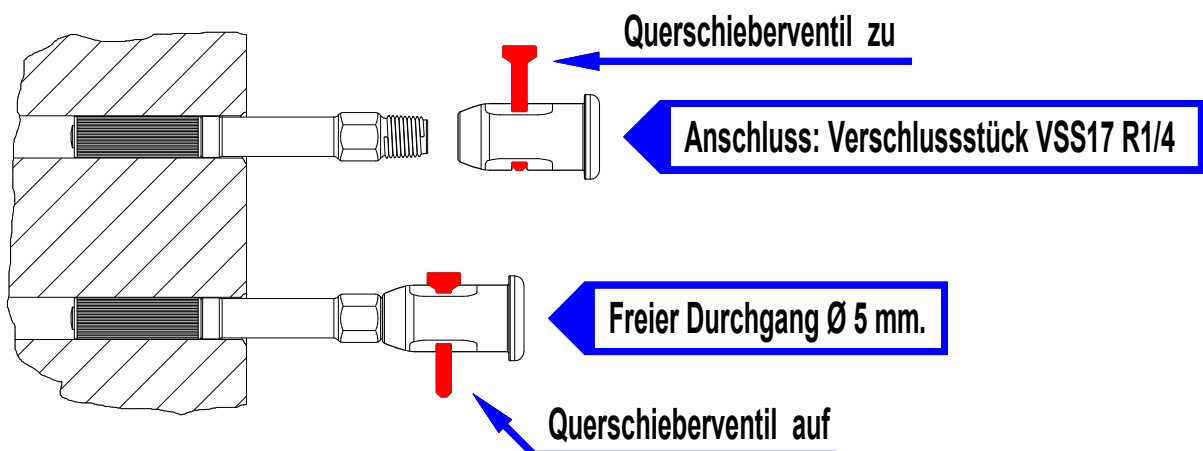 Querschieberventil zu
Anschluss: Verschlussstück VSS17 R1/4
Freier Durchgang Ø 5 mm.
Querschieberventil auf